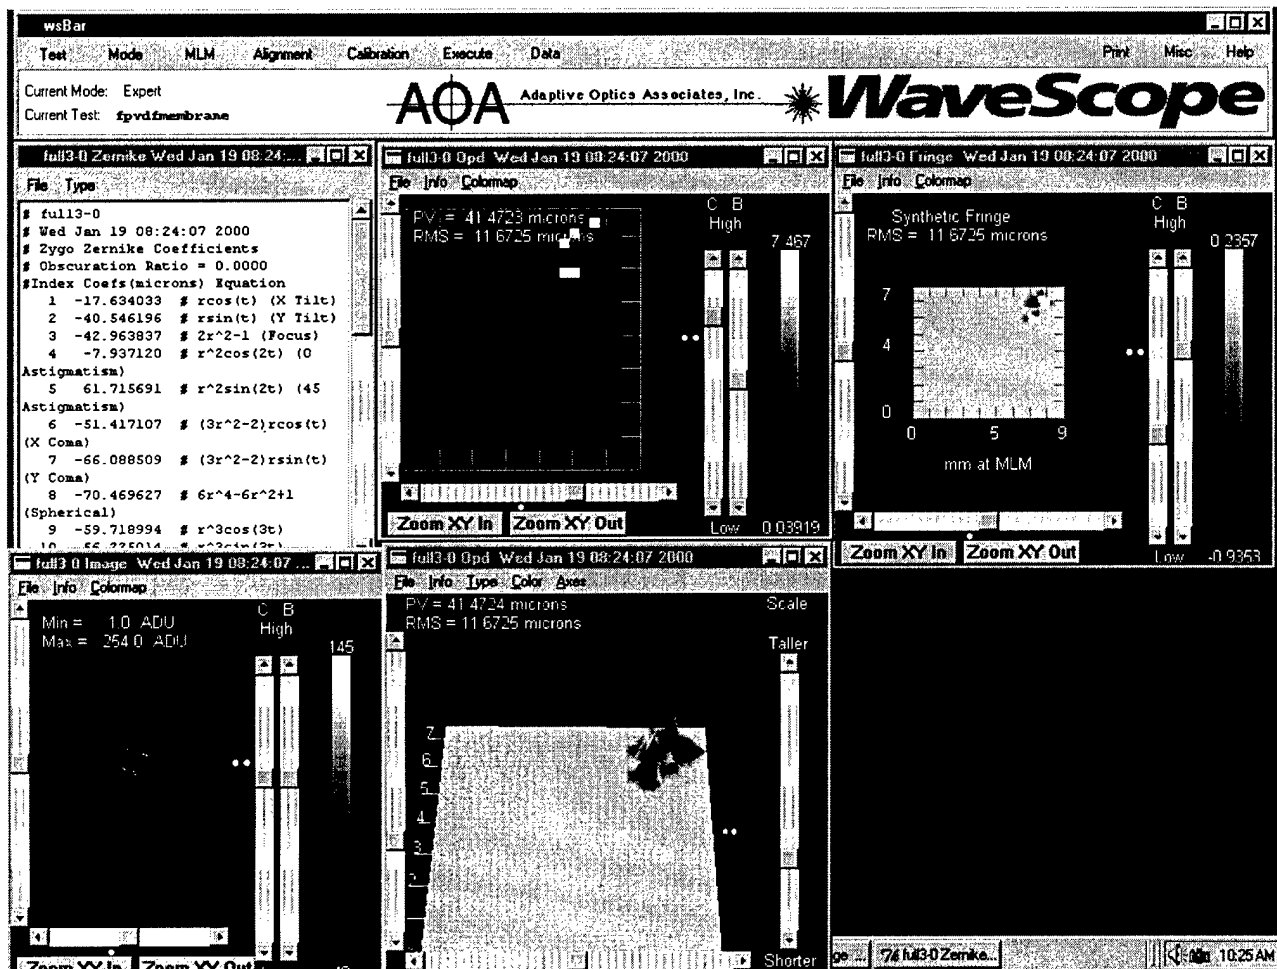 wsBar
Test Mode MLM Alignment Calibration Execute Data Print Misc Help
Current Mode: Expert
Current Test: fpvdfmembrane
AOA Adaptive Optics Associates, Inc. WaveScope
full3-0 Zernike Wed Jan 19 08:24:...
File Type
# full3-0
# Wed Jan 19 08:24:07 2000
# Zygo Zernike Coefficients
# Obscuration Ratio = 0.0000
#Index Coefs(microns) Equation
1 -17.634033 # rcos(t) (X Tilt)
2 -40.546196 # rsin(t) (Y Tilt)
3 -42.963837 # 2r^2-1 (Focus)
4 -7.937120 # r^2cos(2t) (0
Astigmatism)
5 61.715691 # r^2sin(2t) (45
Astigmatism)
6 -51.417107 # (3r^2-2)rcos(t)
(X Coma)
7 -66.088509 # (3r^2-2)rsin(t)
(Y Coma)
8 -70.469627 # 6r^4-6r^2+1
(Spherical)
9 -59.718994 # r^3cos(3t)
full3-0 Opd Wed Jan 19 08:24:07 2000
File Info Colormap
PV = 41.4723 microns
RMS = 11.6725 microns
C B
High
7.467
Low 0.03919
Zoom XY In Zoom XY Out
full3-0 Fringe Wed Jan 19 08:24:07 2000
File Info Colormap
Synthetic Fringe
RMS = 11.6725 microns
C B
High
0.2357
7
4
0
0 5 9
mm at MLM
Low -0.9353
Zoom XY In Zoom XY Out
full3-0 Image Wed Jan 19 08:24:07 ...
File Info Colormap
Min = 1.0 ADU
Max = 254.0 ADU
C B
High
145
Zoom XY In Zoom XY Out
full3-0 Opd Wed Jan 19 08:24:07 2000
File Info Type Color Axes
PV = 41.4724 microns
RMS = 11.6725 microns
Scale
Taller
7
6
5
4
3
2
Shorter
ge ... full3-0 Zernike... 10:25 AM